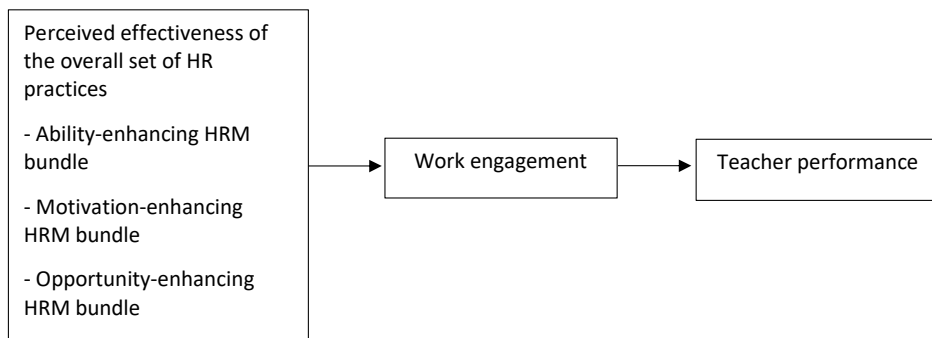 Perceived effectiveness of
the overall set of HR
practices
- Ability-enhancing HRM
bundle
- Motivation-enhancing
HRM bundle
- Opportunity-enhancing
HRM bundle
Work engagement
Teacher performance